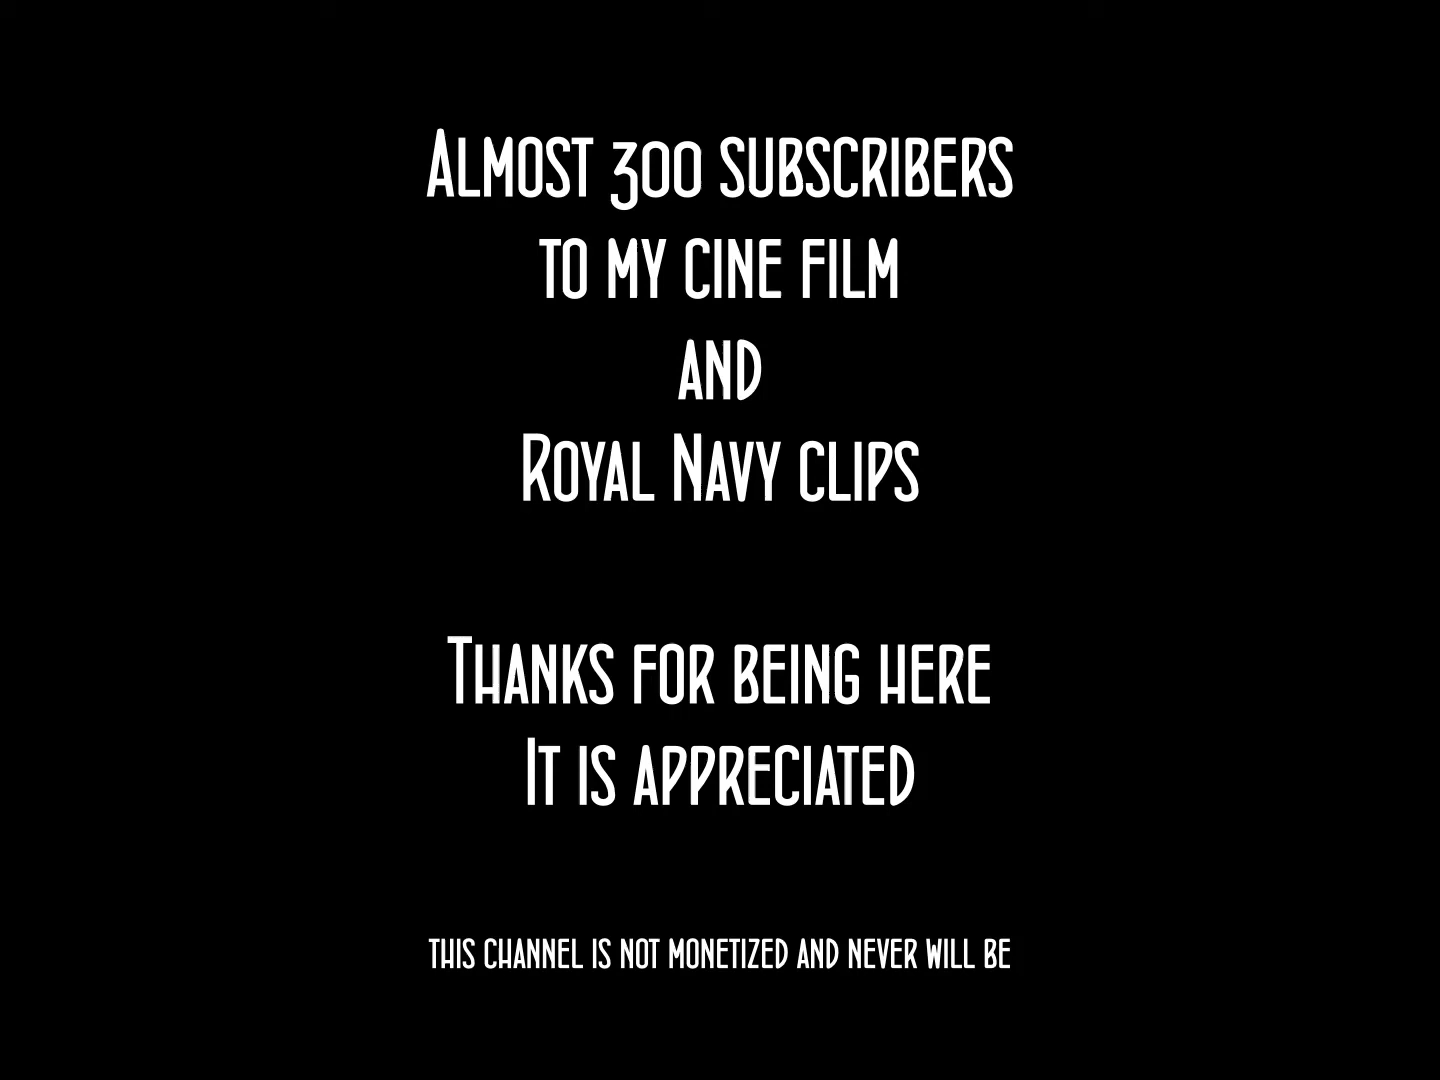 Almost 300 subscribers
to my cine film
and
Royal Navy clips
Thanks for being here
It is appreciated
this channel is not monetized and never will be